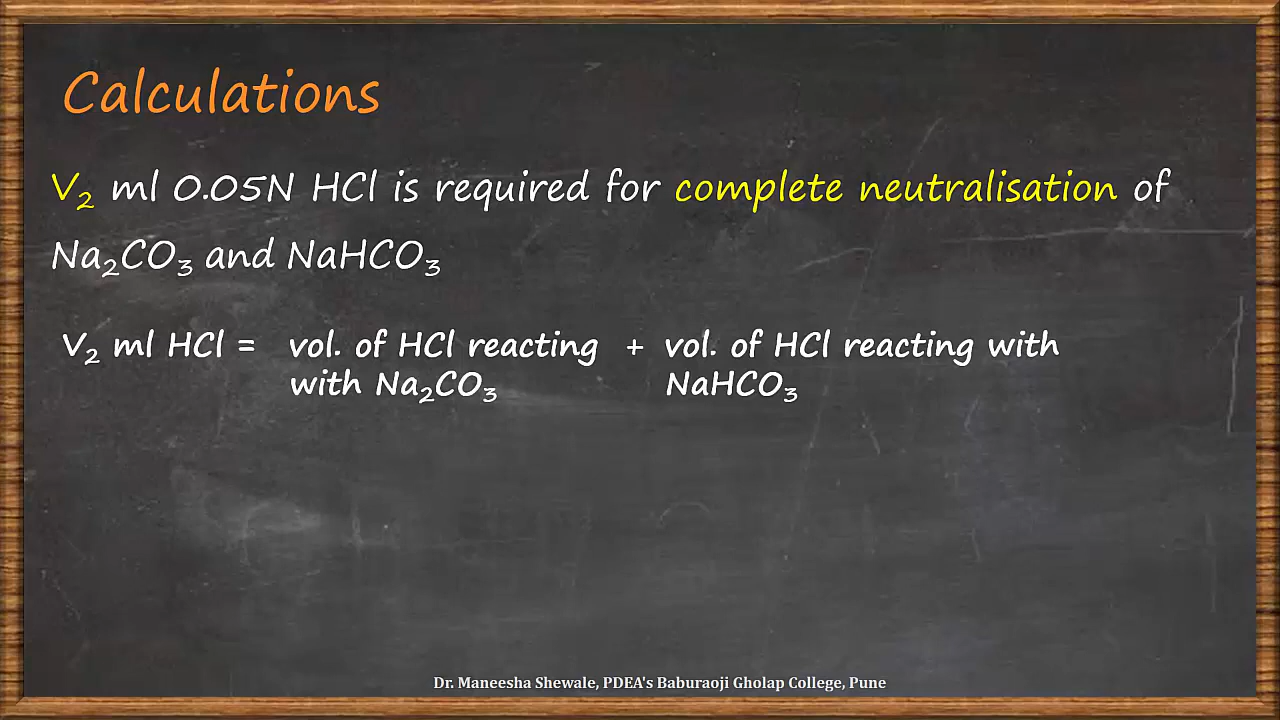 Calculations
V₂ ml 0.05N HCl is required for complete neutralisation of
Na₂CO₃ and NaHCO₃
V₂ ml HCl = vol. of HCl reacting + vol. of HCl reacting with
with Na₂CO₃ NaHCO₃
Dr. Maneesha Shewale, PDEA's Baburaoji Gholap College, Pune